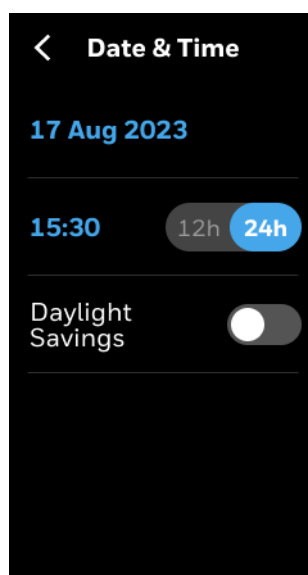 Date & Time
17 Aug 2023
15:30 12h 24h
Daylight
Savings